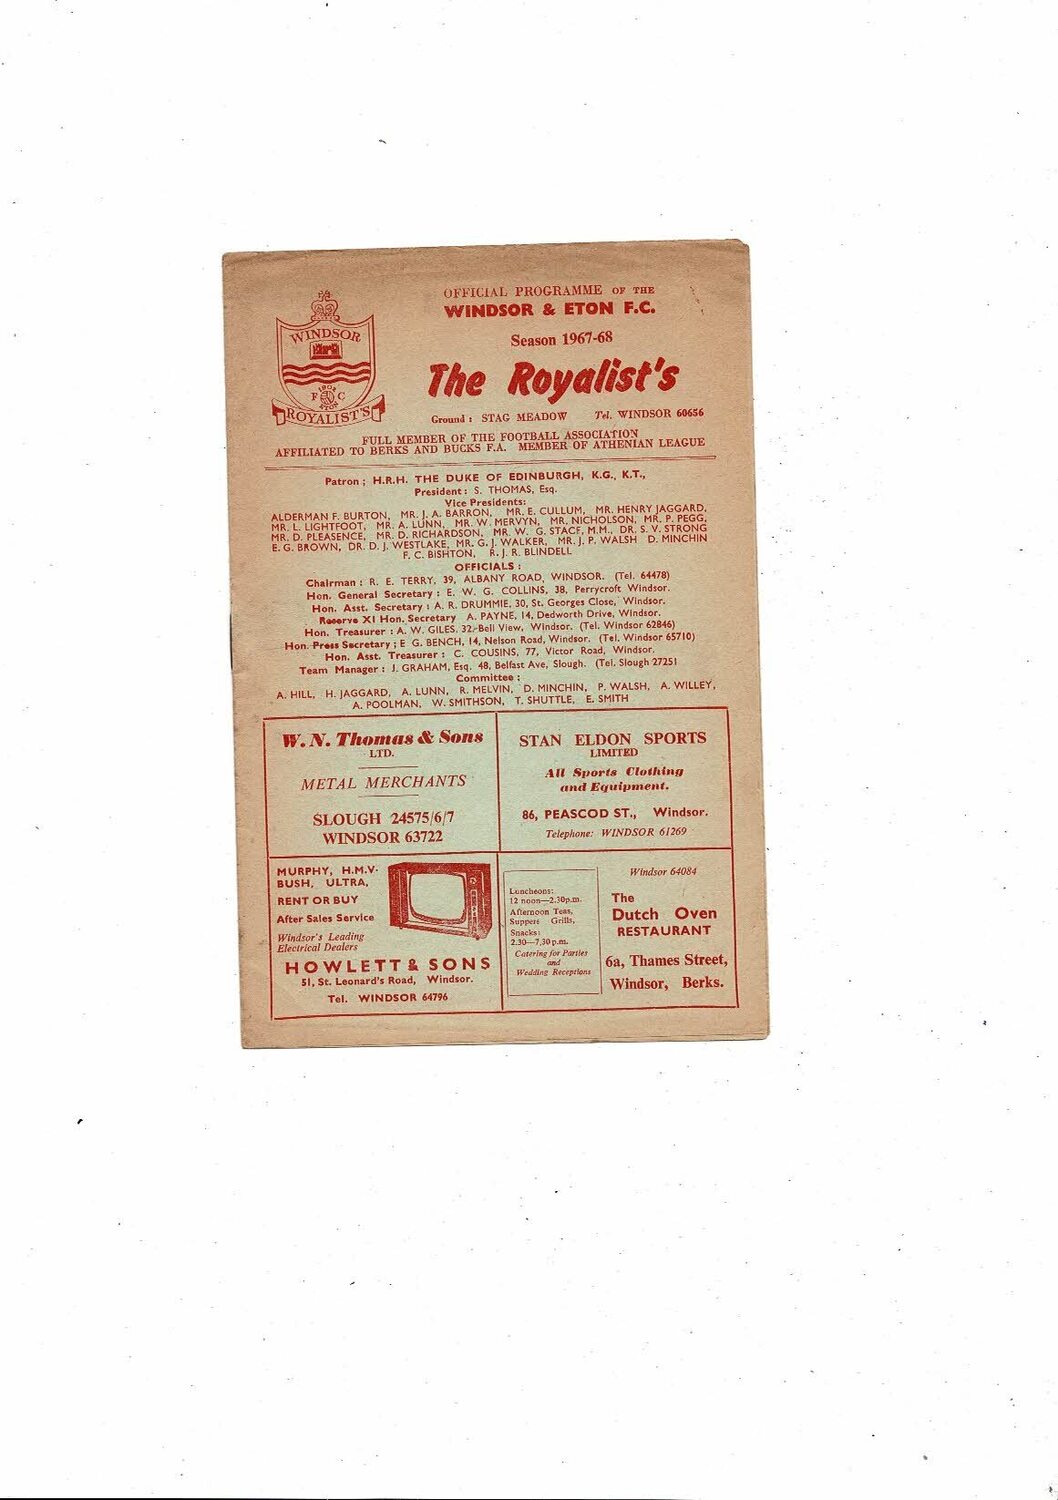 WINDSOR
1902
F C
ETON
ROYALIST'S
OFFICIAL PROGRAMME OF THE
WINDSOR & ETON F.C.
Season 1967-68
The Royalist's
Ground : STAG MEADOW Tel. WINDSOR 60656
FULL MEMBER OF THE FOOTBALL ASSOCIATION
AFFILIATED TO BERKS AND BUCKS F.A. MEMBER OF ATHENIAN LEAGUE
Patron ; H.R.H. THE DUKE OF EDINBURGH, K.G., K.T.,
President : S. THOMAS, Esq.
Vice Presidents:
ALDERMAN F. BURTON, MR. J. A. BARRON, MR. E. CULLUM, MR. HENRY JAGGARD,
MR. L. LIGHTFOOT, MR. A. LUNN, MR. W. MERVYN, MR. NICHOLSON, MR. P. PEGG,
MR. D. PLEASENCE, MR. D. RICHARDSON, MR. W. G. STACF, M.M., DR. S. V. STRONG
E. G. BROWN, DR. D. J. WESTLAKE, MR. G. J. WALKER, MR. J. P. WALSH D. MINCHIN
F. C. BISHTON, R. J. R. BLINDELL
OFFICIALS :
Chairman : R. E. TERRY, 39, ALBANY ROAD, WINDSOR. (Tel. 64478)
Hon. General Secretary : E. W. G. COLLINS, 38, Perrycroft Windsor.
Hon. Asst. Secretary : A. R. DRUMMIE, 30, St. Georges Close, Windsor.
Reserve XI Hon. Secretary A. PAYNE, 14, Dedworth Drive, Windsor.
Hon. Treasurer : A. W. GILES, 32, Bell View, Windsor. (Tel. Windsor 62846)
Hon. Press Secretary ; E G. BENCH, 14, Nelson Road, Windsor. (Tel. Windsor 65710)
Hon. Asst. Treasurer : C. COUSINS, 77, Victor Road, Windsor.
Team Manager : J. GRAHAM, Esq. 48, Belfast Ave, Slough. (Tel. Slough 27251
Committee :
A. HILL, H. JAGGARD, A. LUNN, R. MELVIN, D. MINCHIN, P. WALSH, A. WILLEY,
A. POOLMAN, W. SMITHSON, T. SHUTTLE, E. SMITH
W. N. Thomas & Sons
LTD.
METAL MERCHANTS
SLOUGH 24575/6/7
WINDSOR 63722
STAN ELDON SPORTS
LIMITED
All Sports Clothing
and Equipment.
86, PEASCOD ST., Windsor.
Telephone: WINDSOR 61269
MURPHY, H.M.V.
BUSH, ULTRA,
RENT OR BUY
After Sales Service
Windsor's Leading
Electrical Dealers
HOWLETT & SONS
51, St. Leonard's Road, Windsor.
Tel. WINDSOR 64796
Luncheons:
12 noon—2.30p.m.
Afternoon Teas,
Suppers Grills,
Snacks:
2.30—7.30 p.m.
Catering for Parties
and
Wedding Receptions
Windsor 64084
The
Dutch Oven
RESTAURANT
6a, Thames Street,
Windsor, Berks.